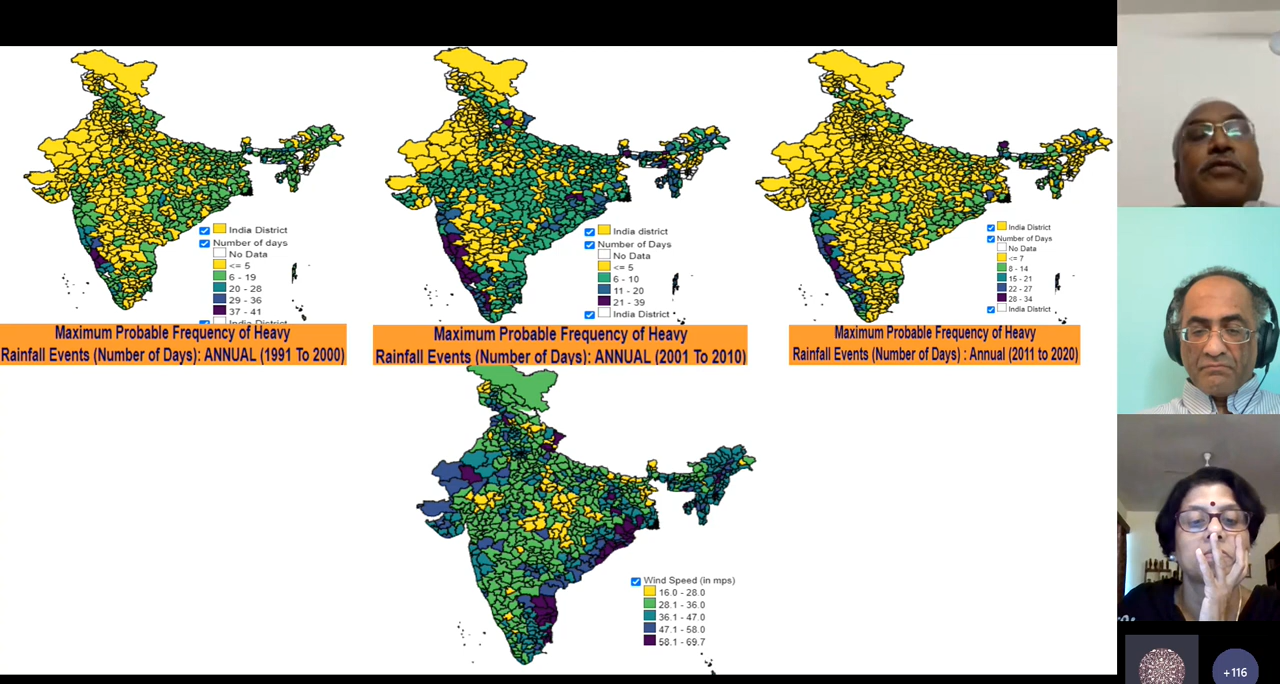 India District
Number of days
No Data
<= 5
6 - 19
20 - 28
29 - 36
37 - 41
India District
Maximum Probable Frequency of Heavy
Rainfall Events (Number of Days): ANNUAL (1991 To 2000)
India district
Number of Days
No Data
<= 5
6 - 10
11 - 20
21 - 39
India District
Maximum Probable Frequency of Heavy
Rainfall Events (Number of Days): ANNUAL (2001 To 2010)
India District
Number of Days
No Data
<= 7
8 - 14
15 - 21
22 - 27
28 - 34
India District
Maximum Probable Frequency of Heavy
Rainfall Events (Number of Days) : Annual (2011 to 2020)
Wind Speed (in mps)
16.0 - 28.0
28.1 - 36.0
36.1 - 47.0
47.1 - 58.0
58.1 - 69.7
+116